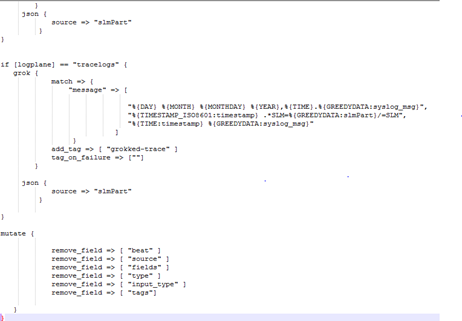 }
json {
source => "slmPart"
}
}
if [logplane] == "tracelogs" {
grok {
match => {
"message" => [
"%{DAY} %{MONTH} %{MONTHDAY} %{YEAR},%{TIME}.%{GREEDYDATA:syslog_msg}",
"%{TIMESTAMP_ISO8601:timestamp} .*SLM=%{GREEDYDATA:slmPart}/=SLM",
"%{TIME:timestamp} %{GREEDYDATA:syslog_msg}"
]
}
add_tag => [ "grokked-trace" ]
tag_on_failure => [""]
}
json {
source => "slmPart"
}
}
mutate {
remove_field => [ "beat" ]
remove_field => [ "source" ]
remove_field => [ "fields" ]
remove_field => [ "type" ]
remove_field => [ "input_type" ]
remove_field => [ "tags"]
}
}